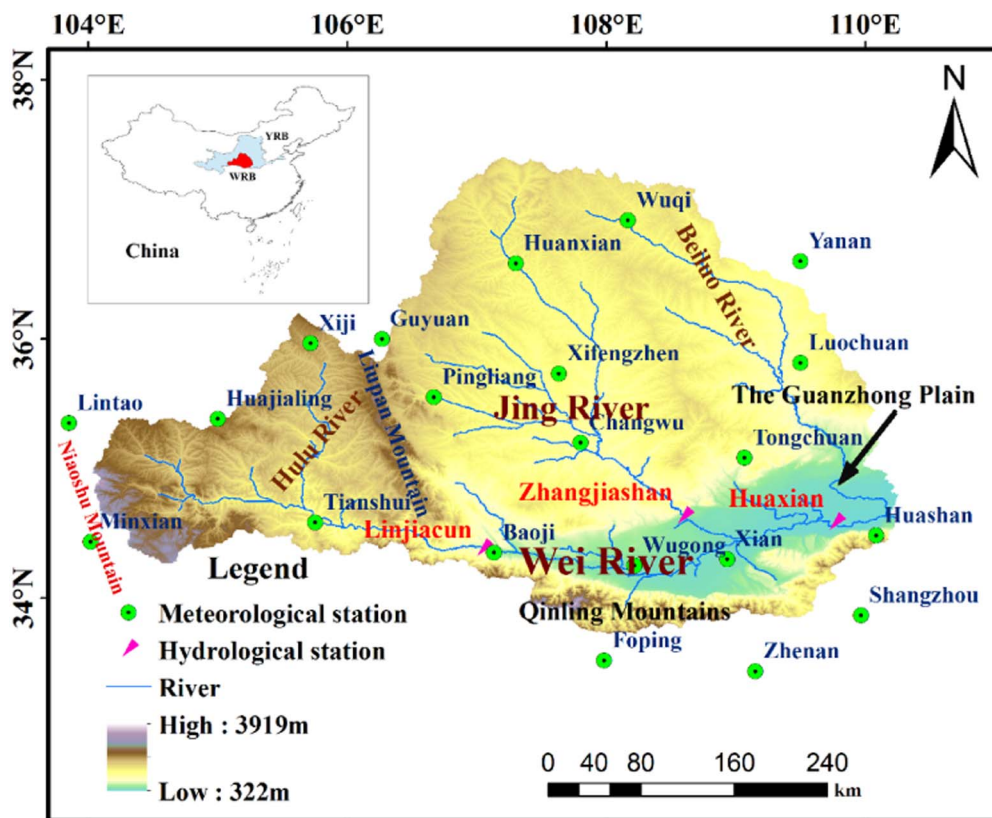 104°E 106°E 108°E 110°E
38°N
36°N
34°N
N
YRB
WRB
China
Wuqi
Yanan
Huanxian
Beiluo River
Xiji
Guyuan
Luochuan
Xifengzhen
Pingliang
Liupan Mountain
The Guanzhong Plain
Lintao
Huajialing
Jing River
Changwu
Hulu River
Tongchuan
Niaoshu Mountain
Zhangjiashan
Huaxian
Minxian
Tianshui
Linjiacun
Baoji
Wugong
Xian
Huashan
Wei River
Qinling Mountains
Shangzhou
Foping
Zhenan
Legend
Meteorological station
Hydrological station
River
High : 3919m
Low : 322m
0 40 80 160 240
km